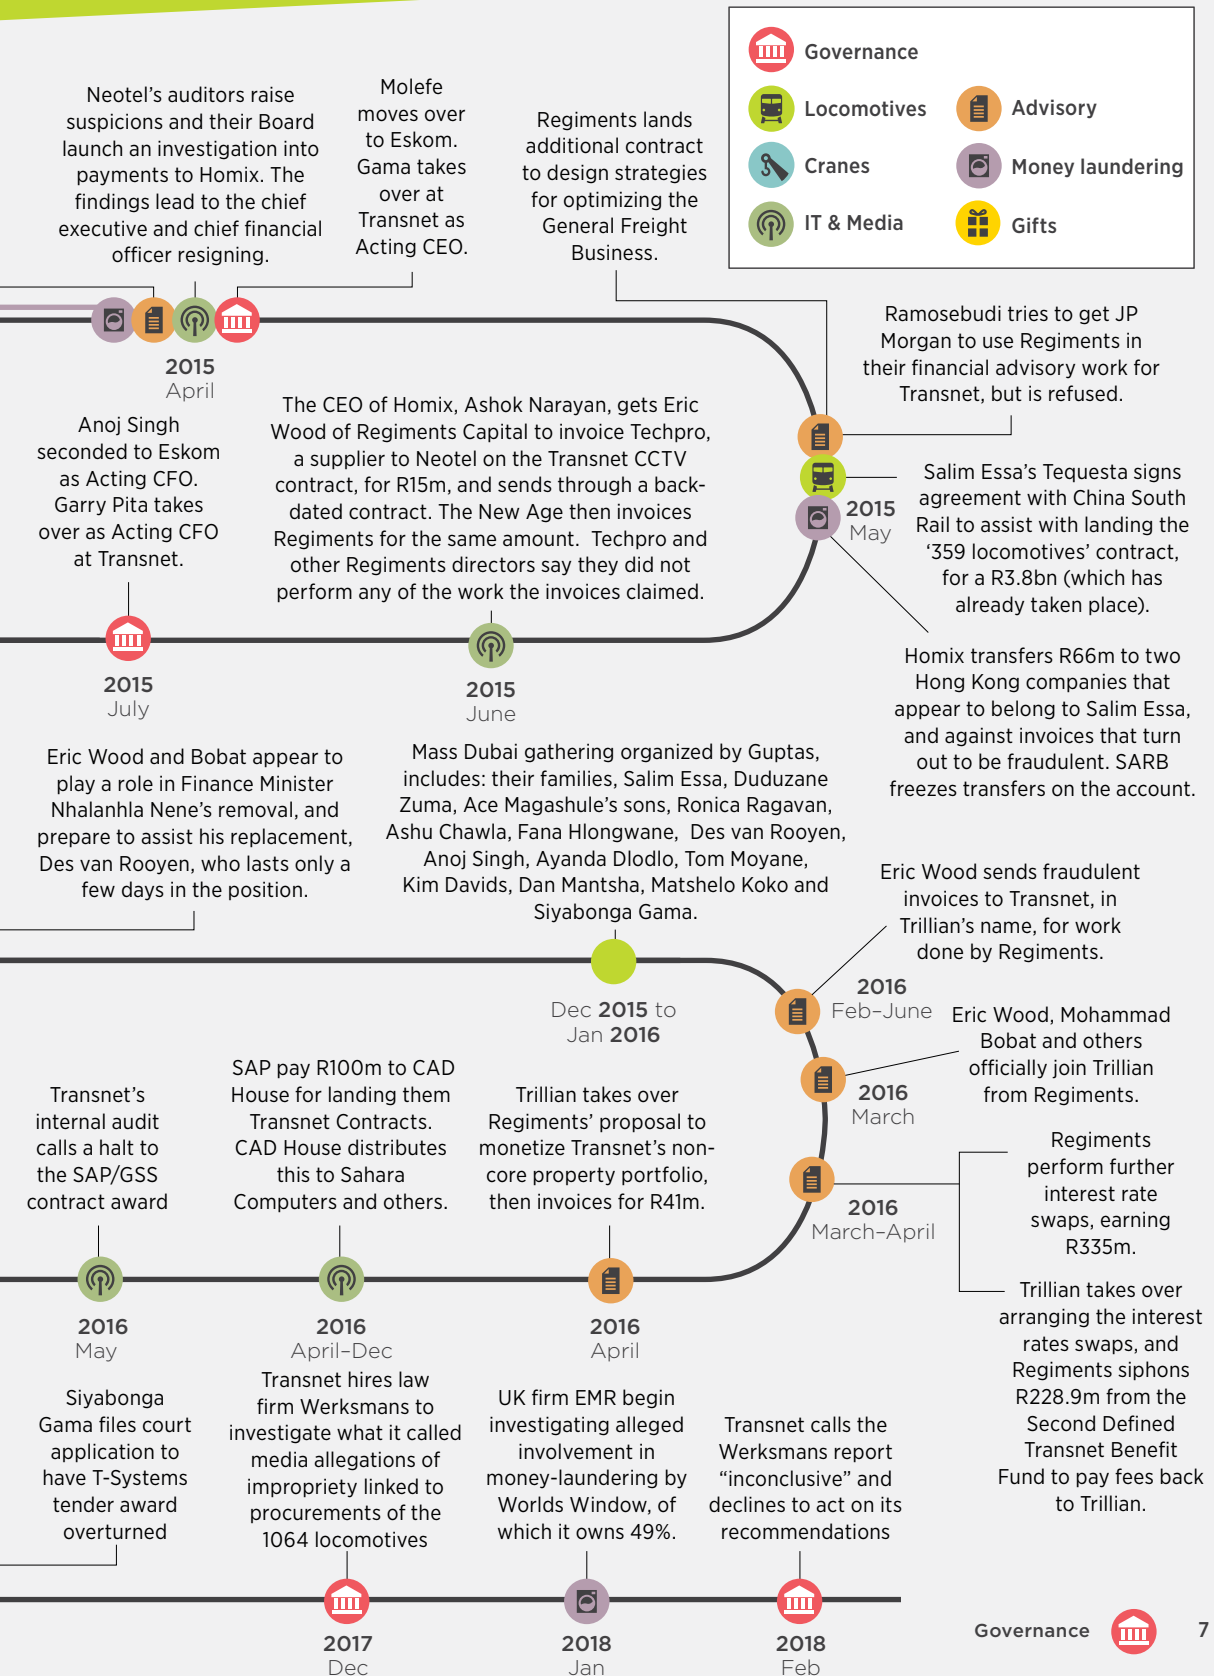 Governance
Locomotives
Advisory
Cranes
Money laundering
IT & Media
Gifts
Neotel's auditors raise
suspicions and their Board
launch an investigation into
payments to Homix. The
findings lead to the chief
executive and chief financial
officer resigning.
Molefe
moves over
to Eskom.
Gama takes
over at
Transnet as
Acting CEO.
Regiments lands
additional contract
to design strategies
for optimizing the
General Freight
Business.
2015
April
Ramosebudi tries to get JP
Morgan to use Regiments in
their financial advisory work for
Transnet, but is refused.
Salim Essa's Tequesta signs
agreement with China South
Rail to assist with landing the
‘359 locomotives’ contract,
for a R3.8bn (which has
already taken place).
2015
May
Homix transfers R66m to two
Hong Kong companies that
appear to belong to Salim Essa,
and against invoices that turn
out to be fraudulent. SARB
freezes transfers on the account.
The CEO of Homix, Ashok Narayan, gets Eric
Wood of Regiments Capital to invoice Techpro,
a supplier to Neotel on the Transnet CCTV
contract, for R15m, and sends through a back-
dated contract. The New Age then invoices
Regiments for the same amount.  Techpro and
other Regiments directors say they did not
perform any of the work the invoices claimed.
2015
June
Anoj Singh
seconded to Eskom
as Acting CFO.
Garry Pita takes
over as Acting CFO
at Transnet.
2015
July
Eric Wood and Bobat appear to
play a role in Finance Minister
Nhalanhla Nene's removal, and
prepare to assist his replacement,
Des van Rooyen, who lasts only a
few days in the position.
Mass Dubai gathering organized by Guptas,
includes: their families, Salim Essa, Duduzane
Zuma, Ace Magashule's sons, Ronica Ragavan,
Ashu Chawla, Fana Hlongwane,  Des van Rooyen,
Anoj Singh, Ayanda Dlodlo, Tom Moyane,
Kim Davids, Dan Mantsha, Matshelo Koko and
Siyabonga Gama.
Dec 2015 to
Jan 2016
Eric Wood sends fraudulent
invoices to Transnet, in
Trillian's name, for work
done by Regiments.
2016
Feb–June
Eric Wood, Mohammad
Bobat and others
officially join Trillian
from Regiments.
2016
March
Regiments
perform further
interest rate
swaps, earning
R335m.
2016
March–April
Trillian takes over
arranging the interest
rates swaps, and
Regiments siphons
R228.9m from the
Second Defined
Transnet Benefit
Fund to pay fees back
to Trillian.
Trillian takes over
Regiments' proposal to
monetize Transnet's non-
core property portfolio,
then invoices for R41m.
2016
April
SAP pay R100m to CAD
House for landing them
Transnet Contracts.
CAD House distributes
this to Sahara
Computers and others.
2016
April–Dec
Transnet's
internal audit
calls a halt to
the SAP/GSS
contract award
2016
May
Siyabonga
Gama files court
application to
have T-Systems
tender award
overturned
Transnet hires law
firm Werksmans to
investigate what it called
media allegations of
impropriety linked to
procurements of the
1064 locomotives
2017
Dec
UK firm EMR begin
investigating alleged
involvement in
money-laundering by
Worlds Window, of
which it owns 49%.
2018
Jan
Transnet calls the
Werksmans report
“inconclusive” and
declines to act on its
recommendations
2018
Feb
Governance
7